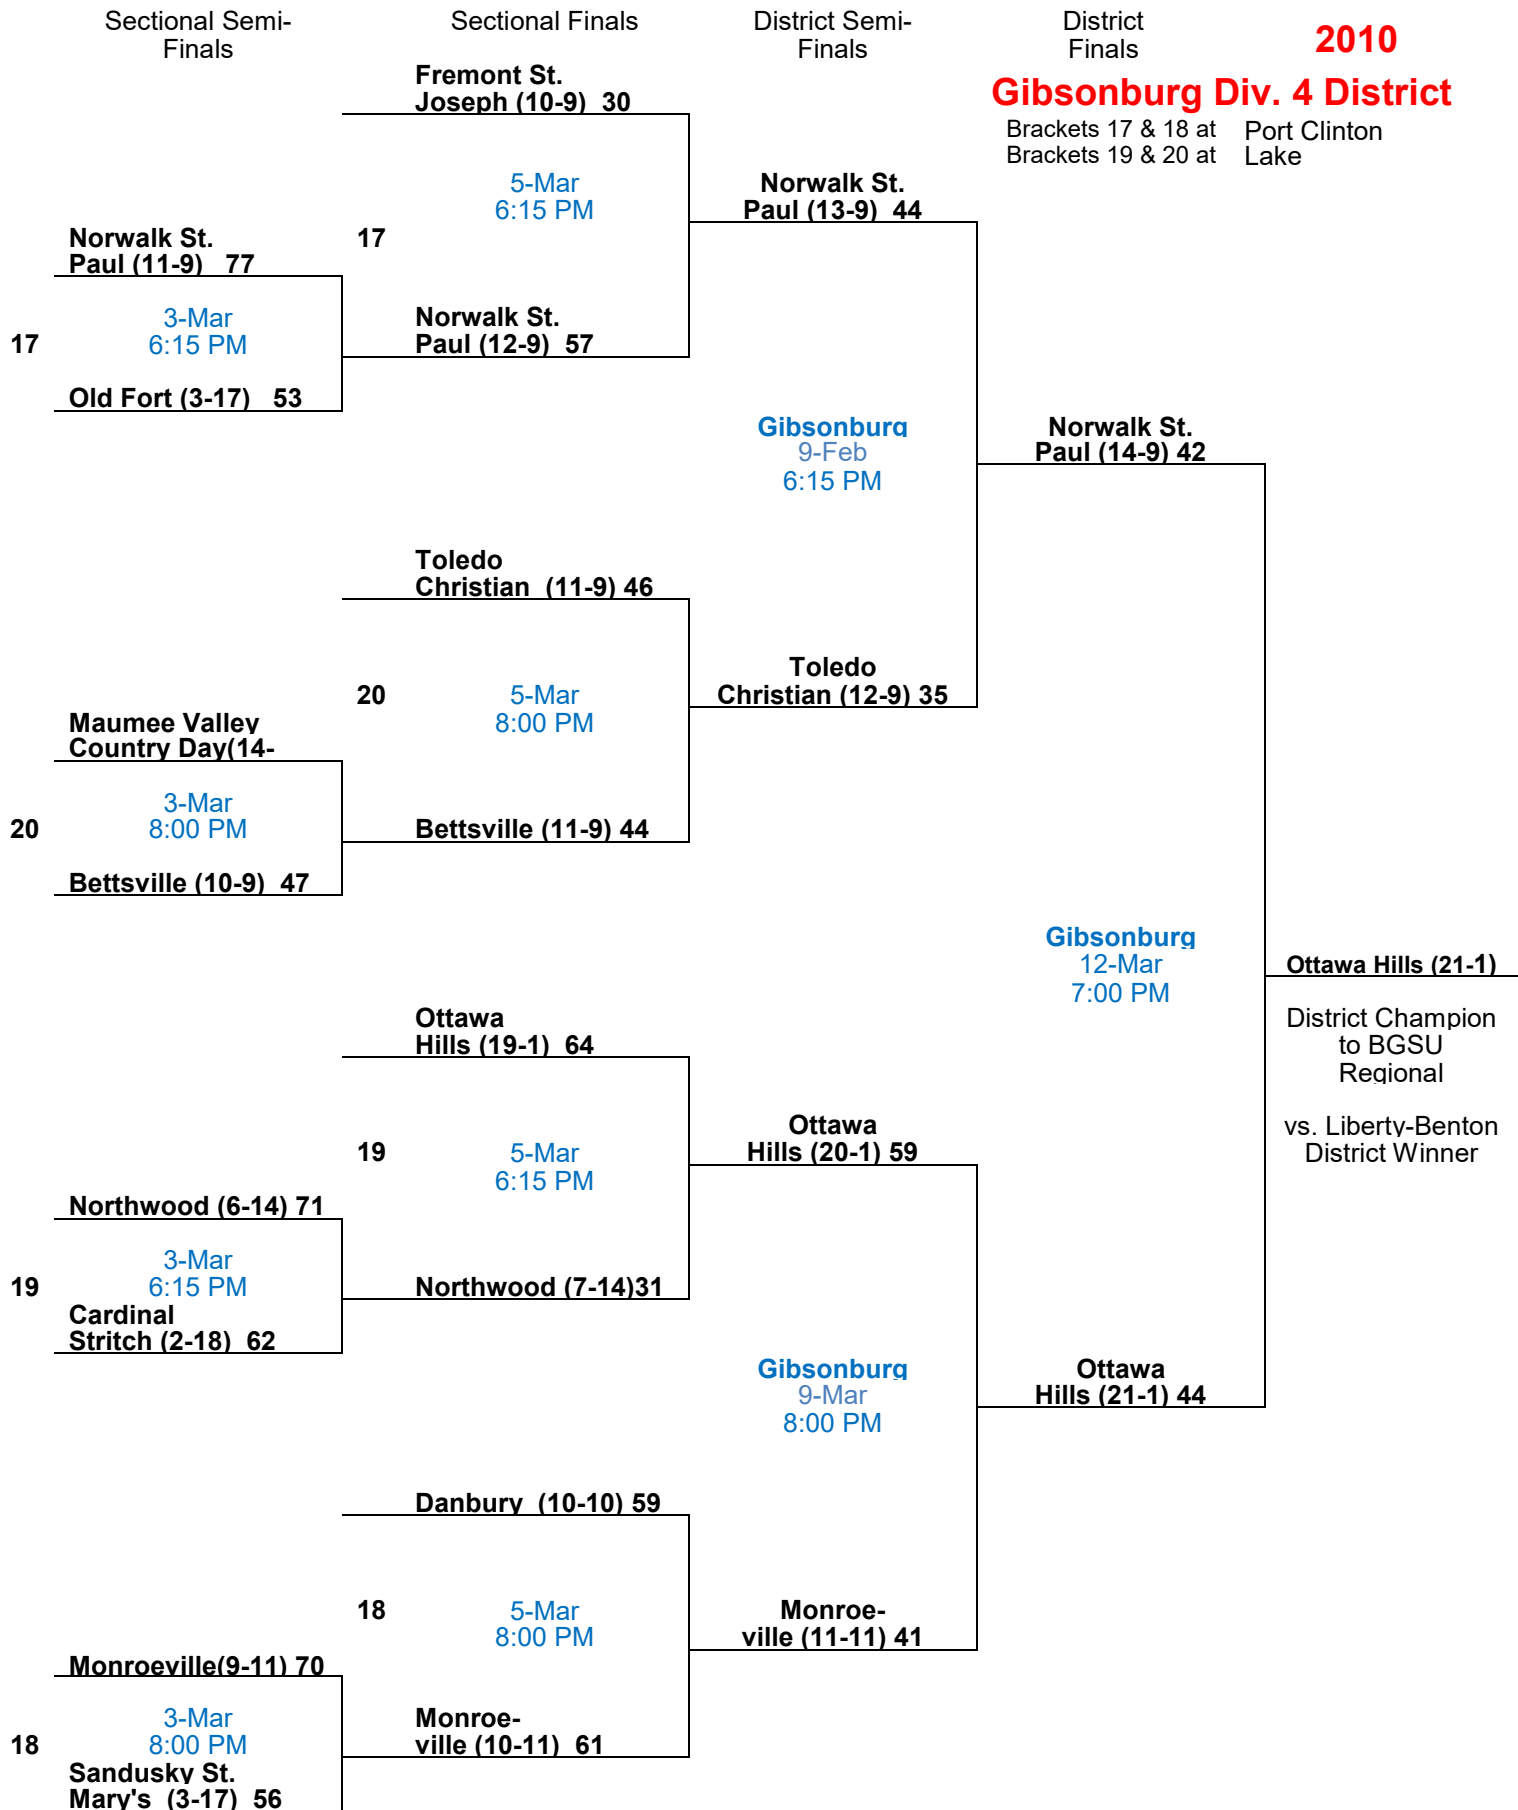 Sectional Semi-
Finals
Sectional Finals
District Semi-
Finals
District
Finals
2010
Gibsonburg Div. 4 District
Brackets 17 & 18 at Port Clinton
Brackets 19 & 20 at Lake
Fremont St.
Joseph (10-9) 30
5-Mar
6:15 PM
17
Norwalk St.
Paul (13-9) 44
Norwalk St.
Paul (11-9) 77
3-Mar
6:15 PM
17
Old Fort (3-17) 53
Norwalk St.
Paul (12-9) 57
Gibsonburg
9-Feb
6:15 PM
Norwalk St.
Paul (14-9) 42
Toledo
Christian (11-9) 46
20
5-Mar
8:00 PM
Toledo
Christian (12-9) 35
Maumee Valley
Country Day(14-
3-Mar
8:00 PM
20
Bettsville (10-9) 47
Bettsville (11-9) 44
Gibsonburg
12-Mar
7:00 PM
Ottawa Hills (21-1)
District Champion
to BGSU
Regional
vs. Liberty-Benton
District Winner
Ottawa
Hills (19-1) 64
19
5-Mar
6:15 PM
Ottawa
Hills (20-1) 59
Northwood (6-14) 71
3-Mar
6:15 PM
19
Cardinal
Stritch (2-18) 62
Northwood (7-14)31
Gibsonburg
9-Mar
8:00 PM
Ottawa
Hills (21-1) 44
Danbury (10-10) 59
18
5-Mar
8:00 PM
Monroe-
ville (11-11) 41
Monroeville(9-11) 70
3-Mar
8:00 PM
18
Sandusky St.
Mary's (3-17) 56
Monroe-
ville (10-11) 61